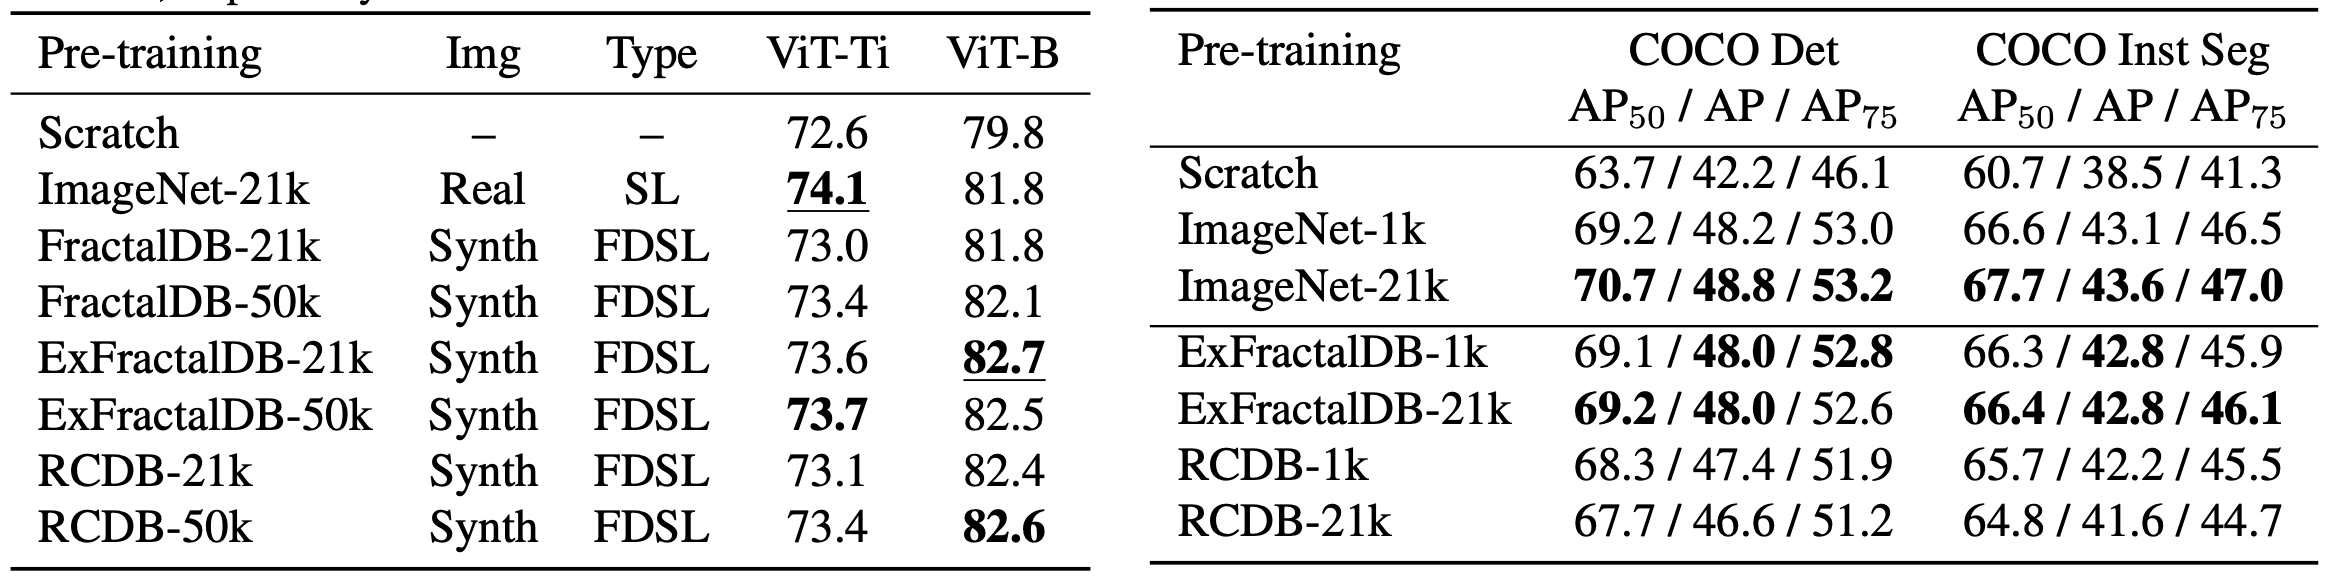 Pre-training Img Type ViT-Ti ViT-B
Scratch – – 72.6 79.8
ImageNet-21k Real SL 74.1 81.8
FractalDB-21k Synth FDSL 73.0 81.8
FractalDB-50k Synth FDSL 73.4 82.1
ExFractalDB-21k Synth FDSL 73.6 82.7
ExFractalDB-50k Synth FDSL 73.7 82.5
RCDB-21k Synth FDSL 73.1 82.4
RCDB-50k Synth FDSL 73.4 82.6
Pre-training COCO Det COCO Inst Seg
AP50 / AP / AP75 AP50 / AP / AP75
Scratch 63.7 / 42.2 / 46.1 60.7 / 38.5 / 41.3
ImageNet-1k 69.2 / 48.2 / 53.0 66.6 / 43.1 / 46.5
ImageNet-21k 70.7 / 48.8 / 53.2 67.7 / 43.6 / 47.0
ExFractalDB-1k 69.1 / 48.0 / 52.8 66.3 / 42.8 / 45.9
ExFractalDB-21k 69.2 / 48.0 / 52.6 66.4 / 42.8 / 46.1
RCDB-1k 68.3 / 47.4 / 51.9 65.7 / 42.2 / 45.5
RCDB-21k 67.7 / 46.6 / 51.2 64.8 / 41.6 / 44.7